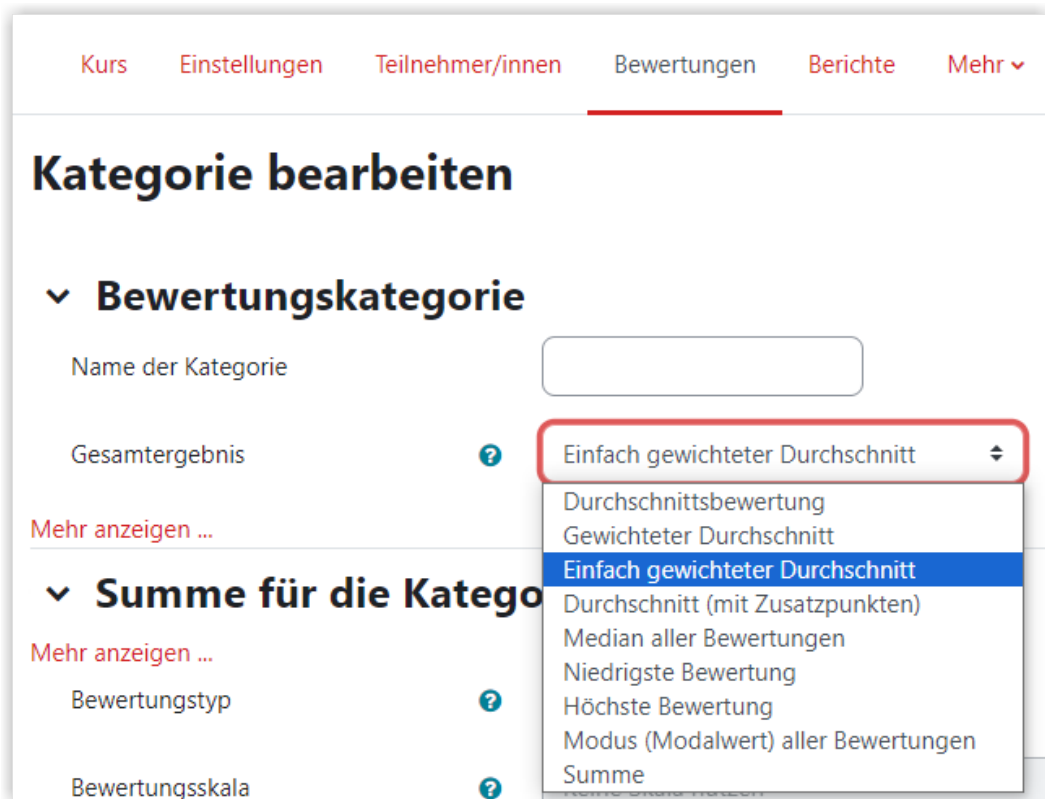 Kurs Einstellungen Teilnehmer/innen Bewertungen Berichte Mehr
Kategorie bearbeiten
Bewertungskategorie
Name der Kategorie
Gesamtergebnis Einfach gewichteter Durchschnitt
Durchschnittsbewertung
Mehr anzeigen ...
Gewichteter Durchschnitt
Einfach gewichteter Durchschnitt
Summe für die Katego
Durchschnitt (mit Zusatzpunkten)
Median aller Bewertungen
Mehr anzeigen ...
Niedrigste Bewertung
Bewertungstyp
Höchste Bewertung
Modus (Modalwert) aller Bewertungen
Summe
Bewertungsskala